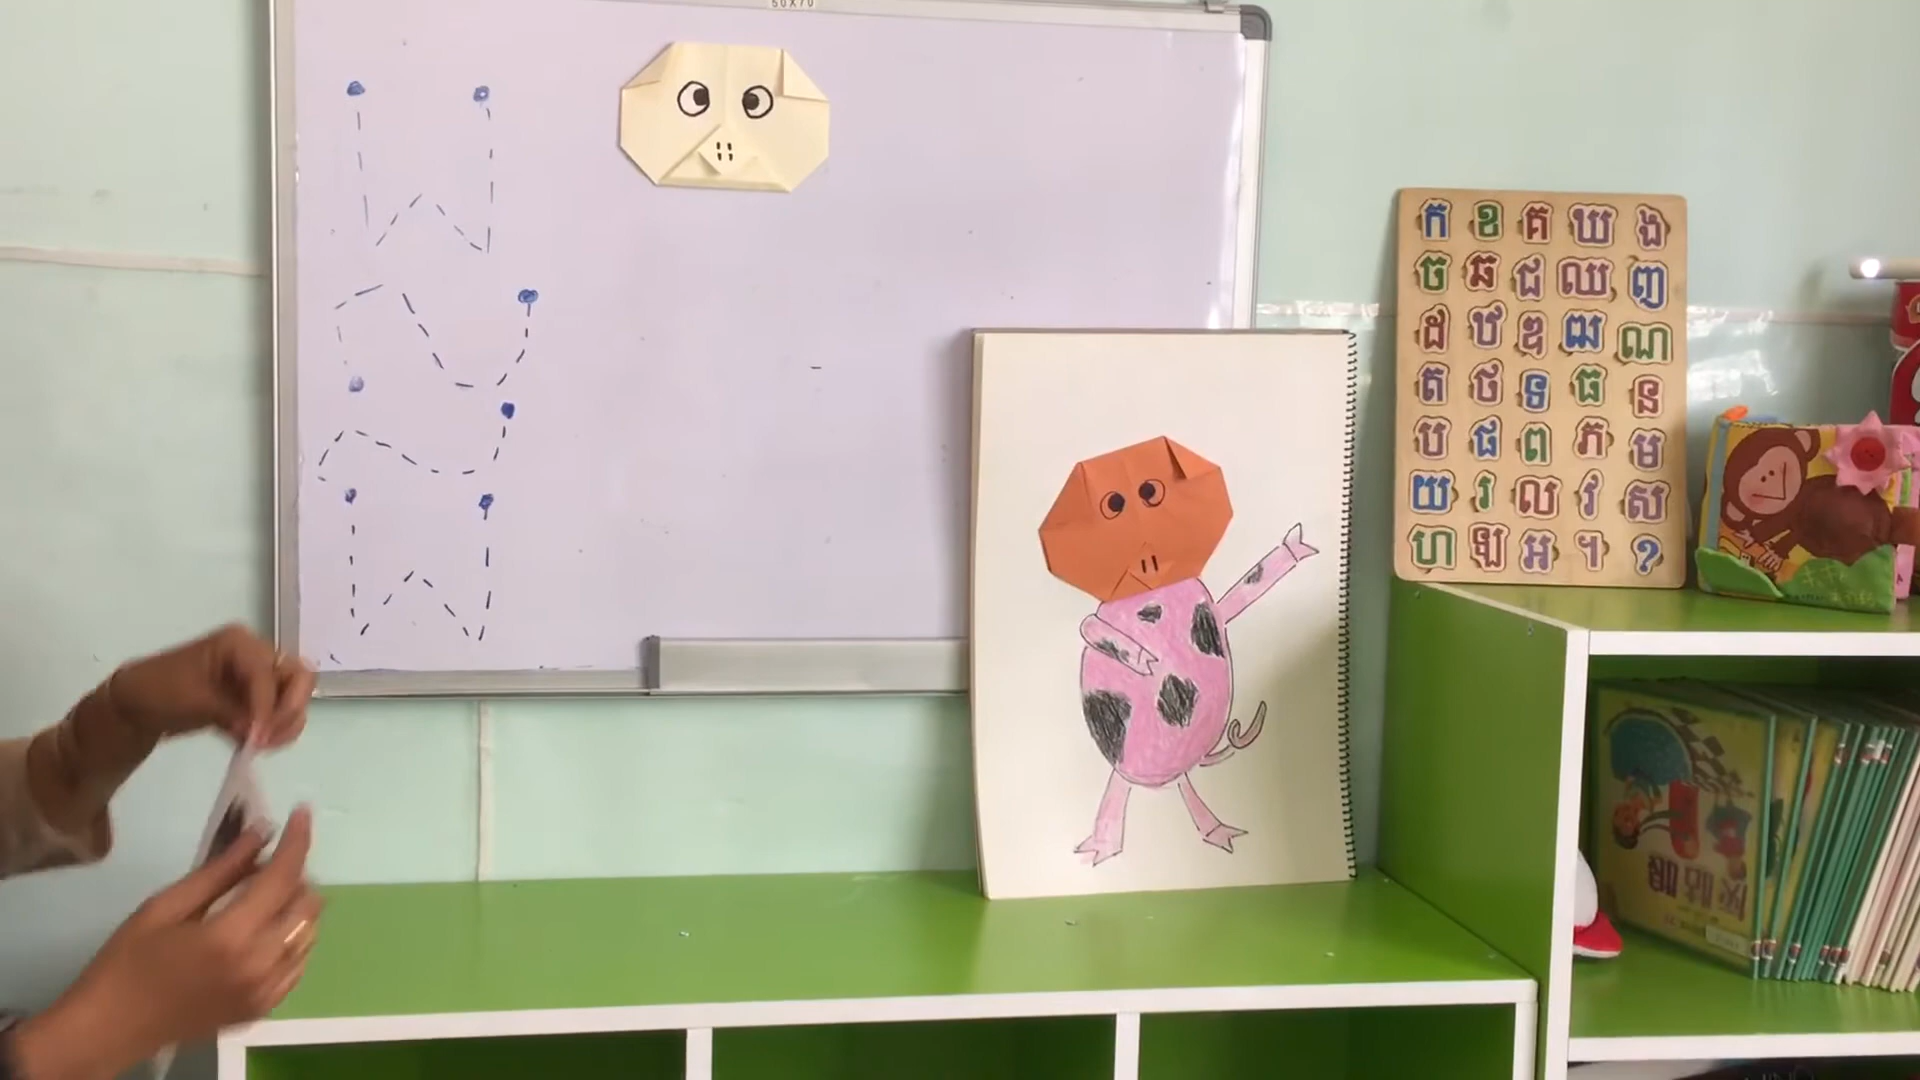 50X70
ក ខ គ ឃ ង
ច ឆ ជ ឈ ញ
ដ ឋ ឌ ឍ ណ
ត ថ ទ ធ ន
ប ផ ព ភ ម
យ រ ល វ ស
ហ ឡ អ ។ ?